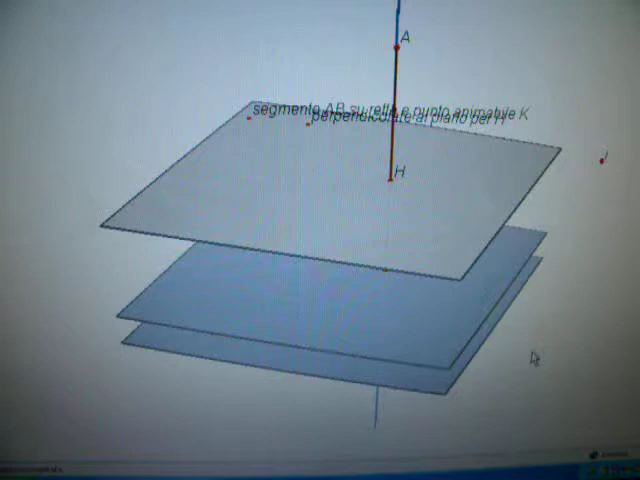 A
segmento AB su retta e punto animabile K
perpendicolare al piano per H
H